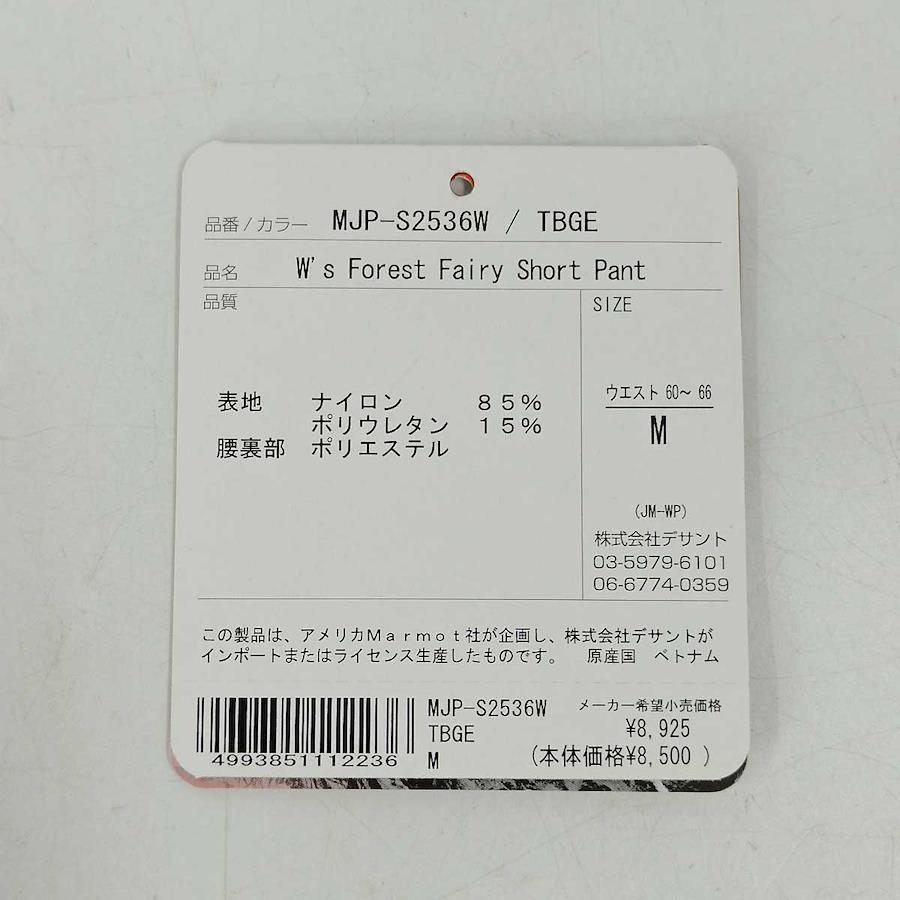 品番/カラー MJP-S2536W / TBGE
品名 W's Forest Fairy Short Pant
品質
SIZE
表地 ナイロン 85%
ポリウレタン 15%
腰裏部 ポリエステル
ウエスト 60~ 66
M
(JM-WP)
株式会社デサント
03-5979-6101
06-6774-0359
この製品は、アメリカMarmot社が企画し、株式会社デサントが
インポートまたはライセンス生産したものです。 原産国 ベトナム
MJP-S2536W メーカー希望小売価格
TBGE ¥8,925
4993851112236 M (本体価格¥8,500 )